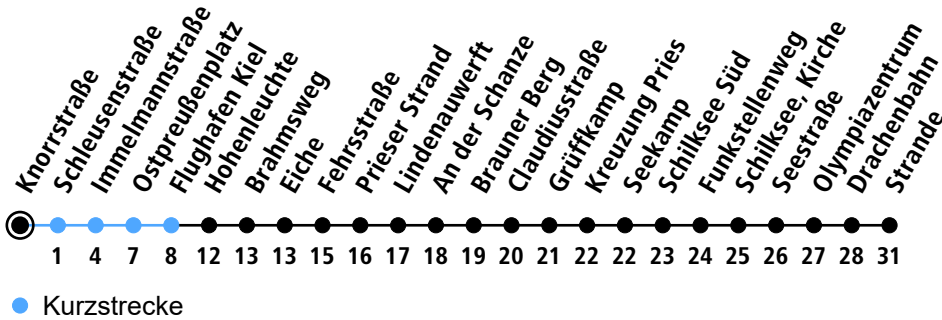 Knorrstraße
Schleusenstraße
Immelmannstraße
Ostpreußenplatz
Flughafen Kiel
Hohenleuchte
Brahmsweg
Eiche
Fehrsstraße
Prieser Strand
Lindenauwerft
An der Schanze
Brauner Berg
Claudiusstraße
Grüffkamp
Kreuzung Pries
Seekamp
Schilksee Süd
Funkstellenweg
Schilksee, Kirche
Seestraße
Olympiazentrum
Drachenbahn
Strande
1 4 7 8 12 13 13 15 16 17 18 19 20 21 22 22 23 24 25 26 27 28 31
Kurzstrecke